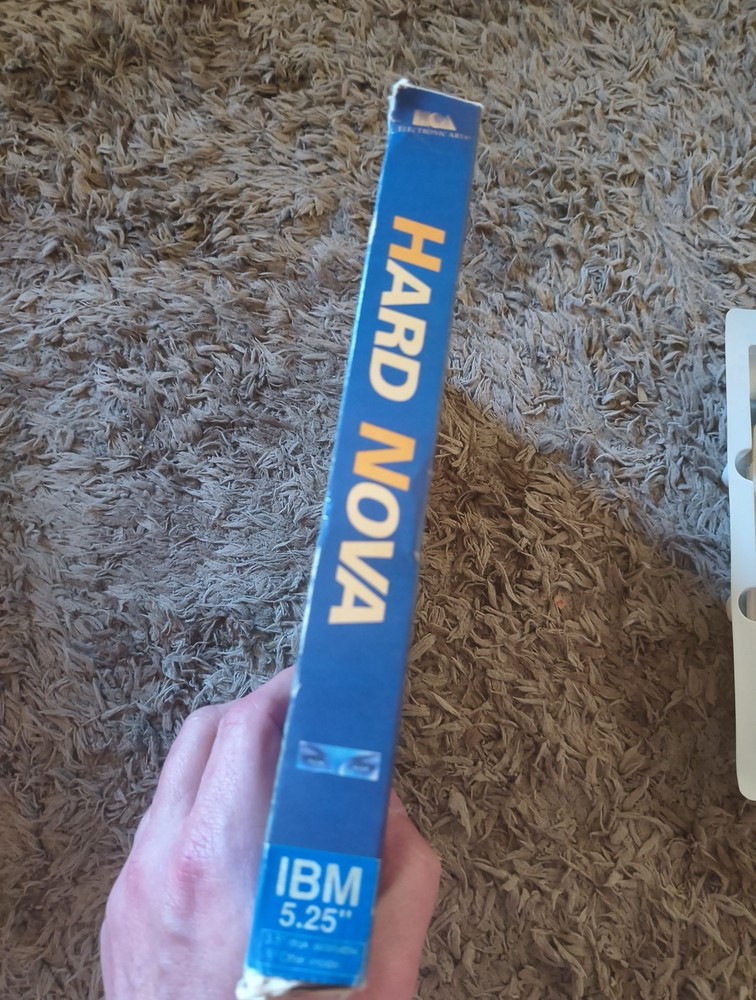 ELECTRONIC ARTS
HARD NOVA
IBM
5.25"